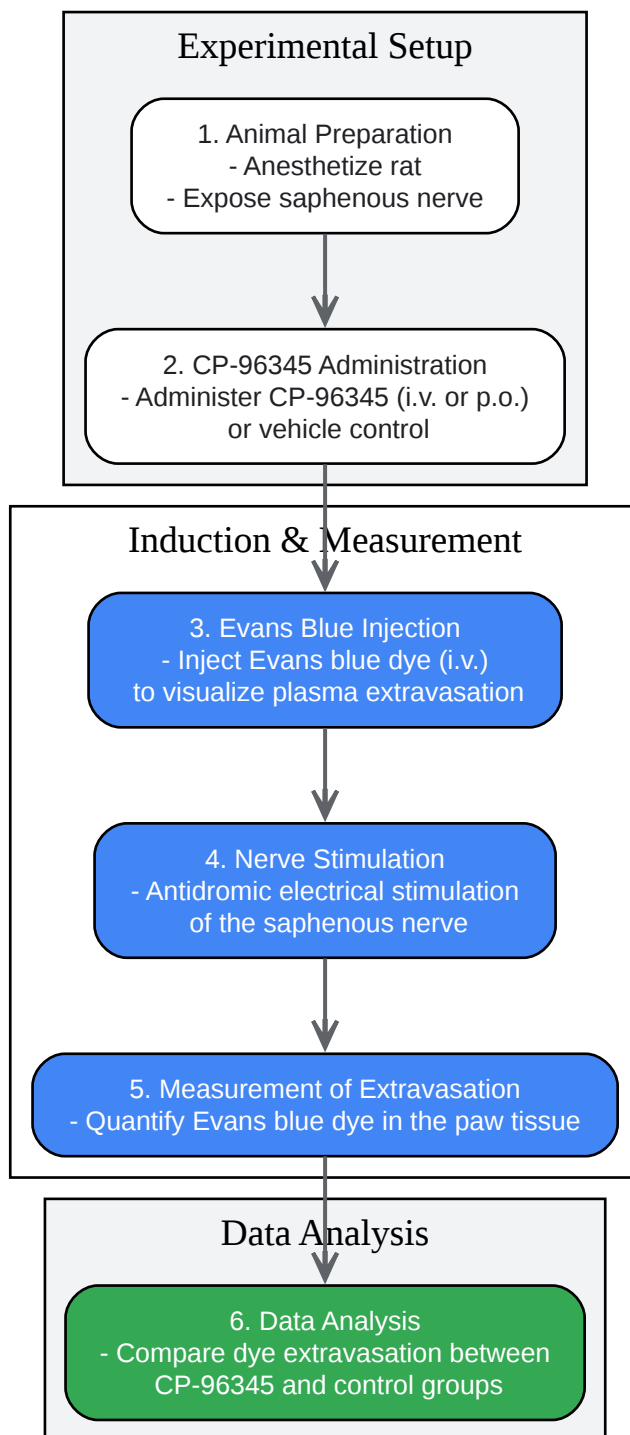 Experimental Setup
1. Animal Preparation
- Anesthetize rat
- Expose saphenous nerve
2. CP-96345 Administration
- Administer CP-96345 (i.v. or p.o.)
or vehicle control
Induction & Measurement
3. Evans Blue Injection
- Inject Evans blue dye (i.v.)
to visualize plasma extravasation
4. Nerve Stimulation
- Antidromic electrical stimulation
of the saphenous nerve
5. Measurement of Extravasation
- Quantify Evans blue dye in the paw tissue
Data Analysis
6. Data Analysis
- Compare dye extravasation between
CP-96345 and control groups